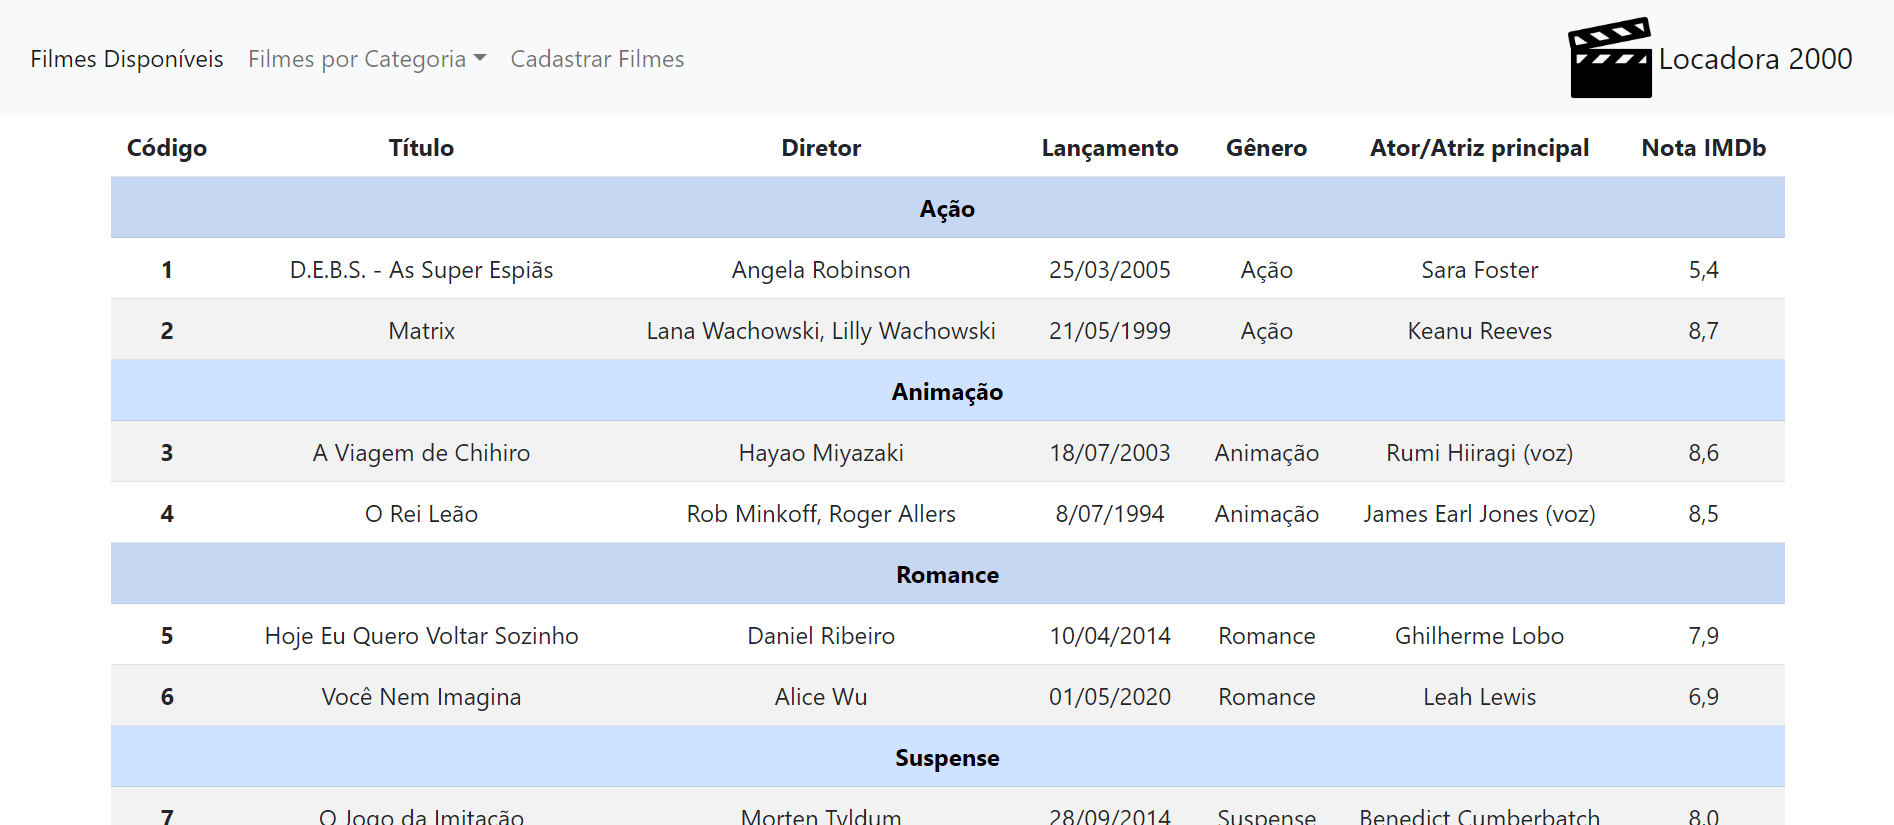 Filmes Disponíveis Filmes por Categoria Cadastrar Filmes Locadora 2000
Código Título Diretor Lançamento Gênero Ator/Atriz principal Nota IMDb
Ação
1 D.E.B.S. - As Super Espiãs Angela Robinson 25/03/2005 Ação Sara Foster 5,4
2 Matrix Lana Wachowski, Lilly Wachowski 21/05/1999 Ação Keanu Reeves 8,7
Animação
3 A Viagem de Chihiro Hayao Miyazaki 18/07/2003 Animação Rumi Hiiragi (voz) 8,6
4 O Rei Leão Rob Minkoff, Roger Allers 8/07/1994 Animação James Earl Jones (voz) 8,5
Romance
5 Hoje Eu Quero Voltar Sozinho Daniel Ribeiro 10/04/2014 Romance Ghilherme Lobo 7,9
6 Você Nem Imagina Alice Wu 01/05/2020 Romance Leah Lewis 6,9
Suspense
7 O Jogo da Imitação Morten Tyldum 28/09/2014 Suspense Benedict Cumberbatch 8,0